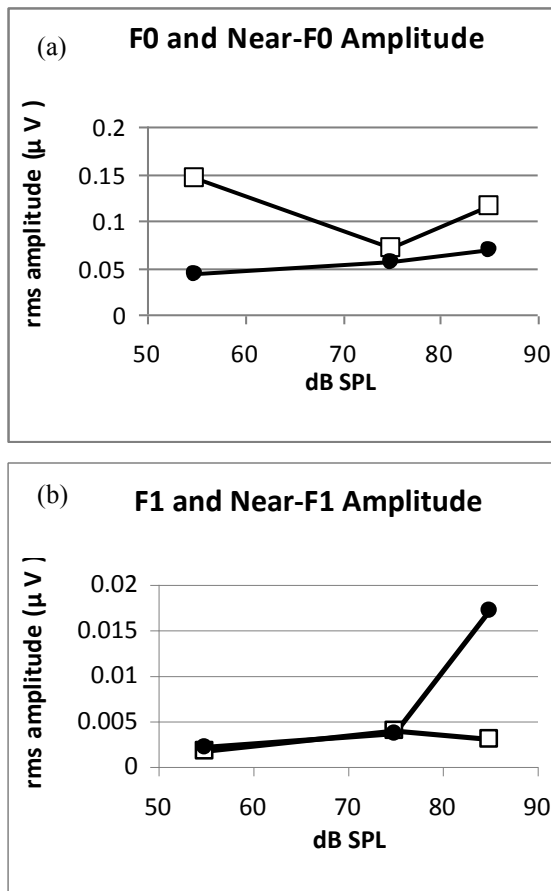 (a)
F0 and Near-F0 Amplitude
rms amplitude (µ V )
0.2
0.15
0.1
0.05
0
50 60 70 80 90
dB SPL
(b)
F1 and Near-F1 Amplitude
rms amplitude (µ V )
0.02
0.015
0.01
0.005
0
50 60 70 80 90
dB SPL